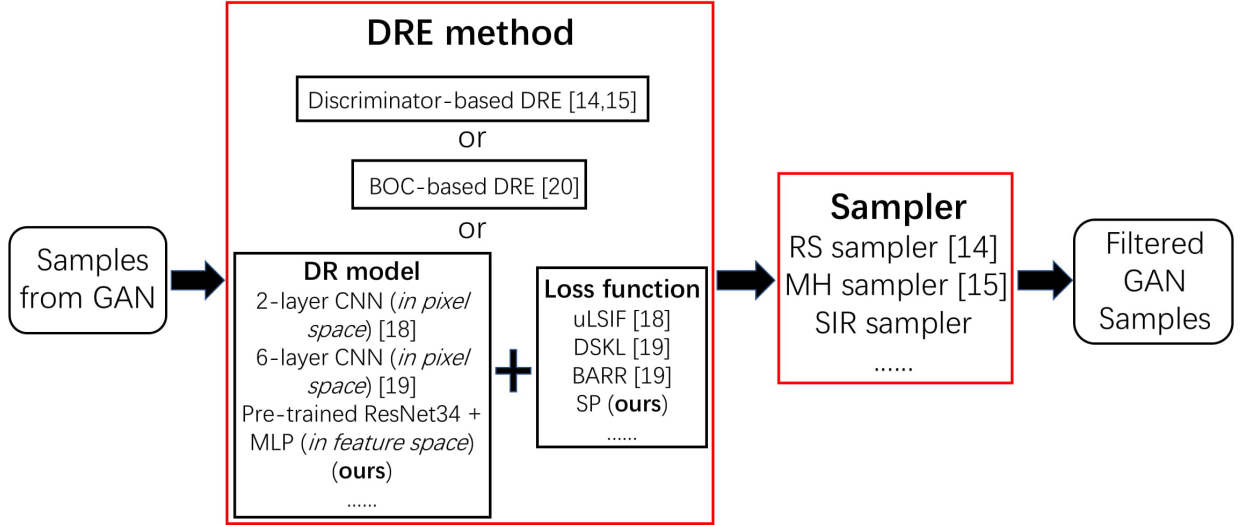 Samples
from GAN
DRE method
Discriminator-based DRE [14,15]
or
BOC-based DRE [20]
or
DR model
2-layer CNN (in pixel
space) [18]
6-layer CNN (in pixel
space) [19]
Pre-trained ResNet34 +
MLP (in feature space)
(ours)
......
+
Loss function
uLSIF [18]
DSKL [19]
BARR [19]
SP (ours)
......
Sampler
RS sampler [14]
MH sampler [15]
SIR sampler
......
Filtered
GAN
Samples